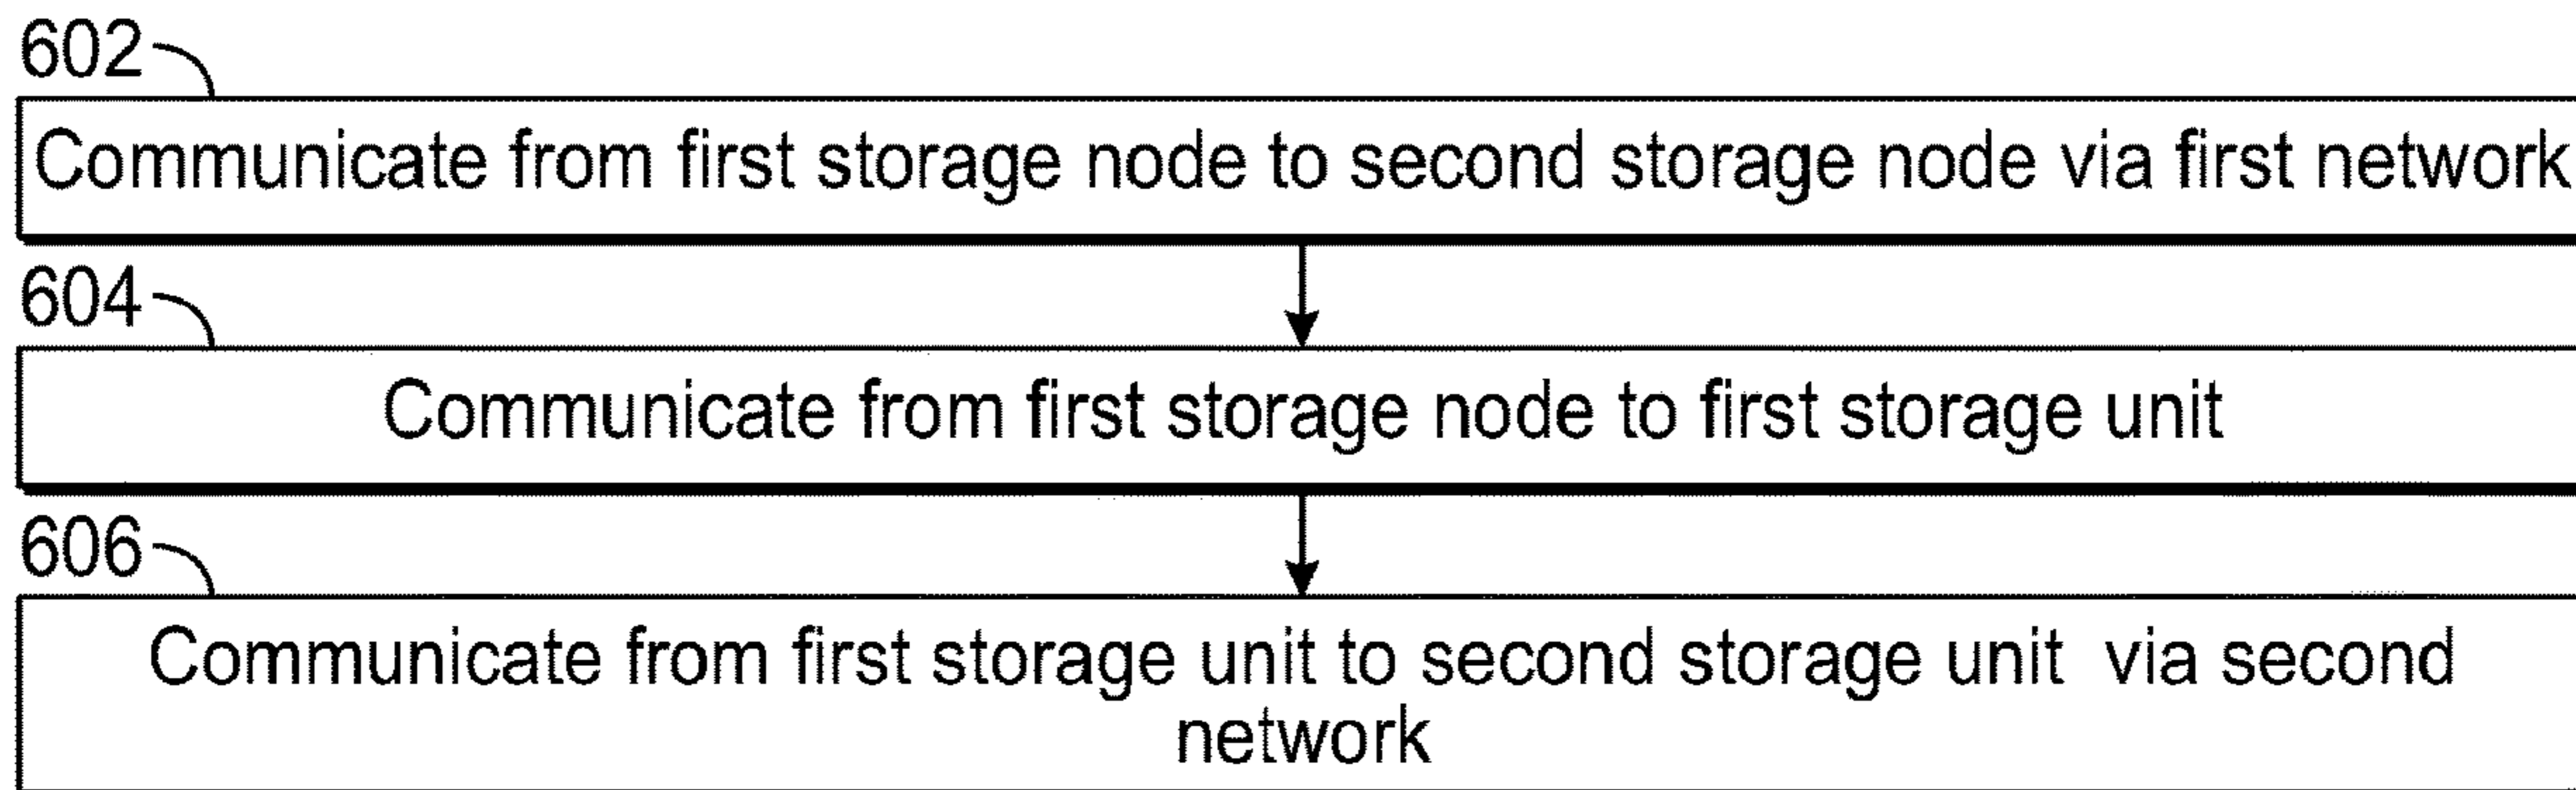 602
Communicate from first storage node to second storage node via first network
604
Communicate from first storage node to first storage unit
606
Communicate from first storage unit to second storage unit via second
network